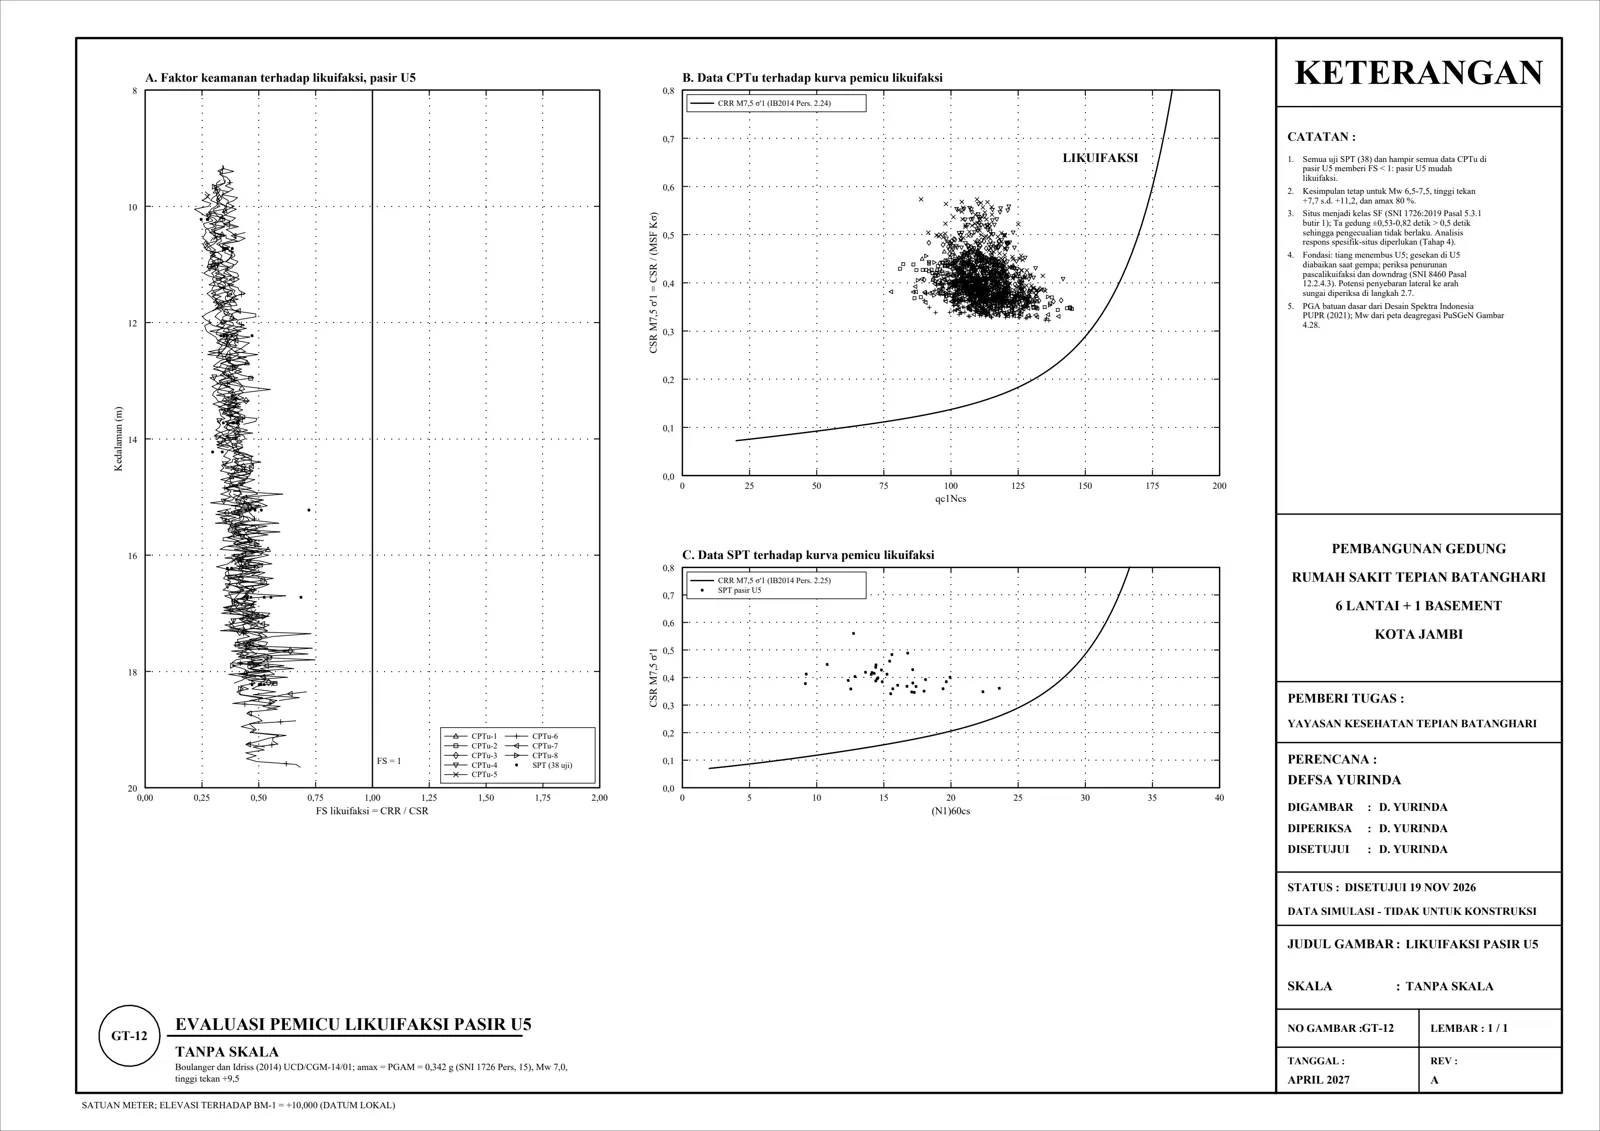 A. Faktor keamanan terhadap likuifaksi, pasir U5
8
10
12
14
16
18
20
Kedalaman (m)
0,00
0,25
0,50
0,75
1,00
1,25
1,50
1,75
2,00
FS likuifaksi = CRR / CSR
FS = 1
CPTu-1
CPTu-2
CPTu-3
CPTu-4
CPTu-5
CPTu-6
CPTu-7
CPTu-8
SPT (38 uji)
B. Data CPTu terhadap kurva pemicu likuifaksi
CRR M7,5 σ'1 (IB2014 Pers. 2.24)
LIKUIFAKSI
0,8
0,7
0,6
0,5
0,4
0,3
0,2
0,1
0,0
CSR M7,5 σ'1 = CSR / (MSF Kσ)
0
25
50
75
100
125
150
175
200
qc1Ncs
C. Data SPT terhadap kurva pemicu likuifaksi
CRR M7,5 σ'1 (IB2014 Pers. 2.25)
SPT pasir U5
0,8
0,7
0,6
0,5
0,4
0,3
0,2
0,1
0,0
CSR M7,5 σ'1
0
5
10
15
20
25
30
35
40
(N1)60cs
GT-12
EVALUASI PEMICU LIKUIFAKSI PASIR U5
TANPA SKALA
Boulanger dan Idriss (2014) UCD/CGM-14/01; amax = PGAM = 0,342 g (SNI 1726 Pers, 15), Mw 7,0,
tinggi tekan +9,5
SATUAN METER; ELEVASI TERHADAP BM-1 = +10,000 (DATUM LOKAL)
KETERANGAN
CATATAN :
1. Semua uji SPT (38) dan hampir semua data CPTu di
pasir U5 memberi FS < 1: pasir U5 mudah
likuifaksi.
2. Kesimpulan tetap untuk Mw 6,5-7,5, tinggi tekan
+7,7 s.d. +11,2, dan amax 80 %.
3. Situs menjadi kelas SF (SNI 1726:2019 Pasal 5.3.1
butir 1); Ta gedung ±0,53-0,82 detik > 0,5 detik
sehingga pengecualian tidak berlaku. Analisis
respons spesifik-situs diperlukan (Tahap 4).
4. Fondasi: tiang menembus U5; gesekan di U5
diabaikan saat gempa; periksa penurunan
pascalikuifaksi dan downdrag (SNI 8460 Pasal
12.2.4.3). Potensi penyebaran lateral ke arah
sungai diperiksa di langkah 2.7.
5. PGA batuan dasar dari Desain Spektra Indonesia
PUPR (2021); Mw dari peta deagregasi PuSGeN Gambar
4.28.
PEMBANGUNAN GEDUNG
RUMAH SAKIT TEPIAN BATANGHARI
6 LANTAI + 1 BASEMENT
KOTA JAMBI
PEMBERI TUGAS :
YAYASAN KESEHATAN TEPIAN BATANGHARI
PERENCANA :
DEFSA YURINDA
DIGAMBAR : D. YURINDA
DIPERIKSA : D. YURINDA
DISETUJUI : D. YURINDA
STATUS : DISETUJUI 19 NOV 2026
DATA SIMULASI - TIDAK UNTUK KONSTRUKSI
JUDUL GAMBAR : LIKUIFAKSI PASIR U5
SKALA : TANPA SKALA
NO GAMBAR :GT-12
LEMBAR : 1 / 1
TANGGAL :
APRIL 2027
REV :
A